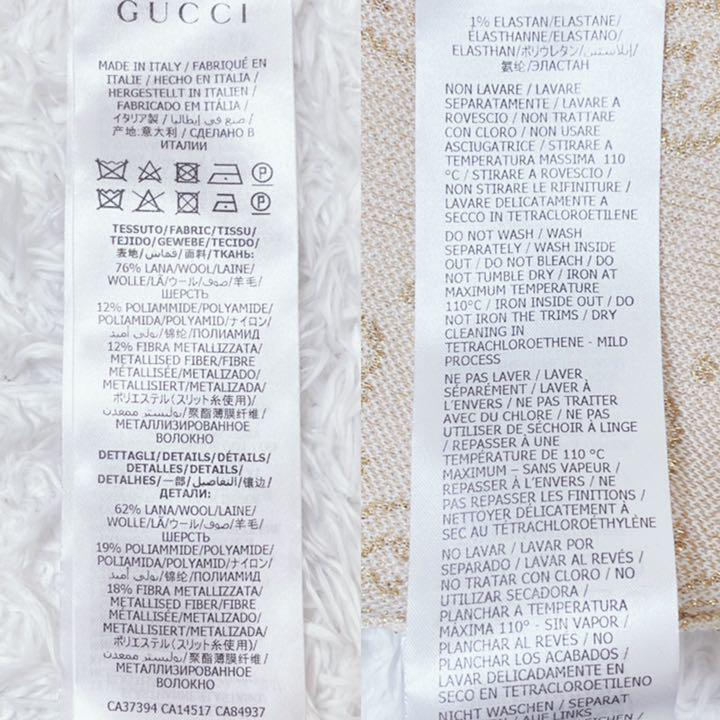 GUCCI
MADE IN ITALY / FABRIQUÉ EN
ITALIE / HECHO EN ITALIA /
HERGESTELLT IN ITALIEN /
FABRICADO EM ITÁLIA /
イタリア製 / صنع في إيطاليا /
产地:意大利 / СДЕЛАНО В
ИТАЛИИ
TESSUTO/FABRIC/TISSU/
TEJIDO/GEWEBE/TECIDO/
表地/قماش/面料/ТКАНЬ:
76% LANA/WOOL/LAINE/
WOLLE/LÃ/ウール/صوف/羊毛/
ШЕРСТЬ
12% POLIAMMIDE/POLYAMIDE/
POLIAMIDA/POLYAMID/ナイロン/
بولي أميد/锦纶/ПОЛИАМИД
12% FIBRA METALLIZZATA/
METALLISED FIBER/FIBRE
MÉTALLISÉE/METALIZADO/
METALLISIERT/METALIZADA/
ポリエステル(スリット糸使用)/
بوليستر ممعدن/聚酯薄膜纤维/
МЕТАЛЛИЗИРОВАННОЕ
ВОЛОКНО
DETTAGLI/DETAILS/DÉTAILS/
DETALLES/DETAILS/
DETALHES/一部/التفاصيل/镶边/
ДЕТАЛИ:
62% LANA/WOOL/LAINE/
WOLLE/LÃ/ウール/صوف/羊毛/
ШЕРСТЬ
19% POLIAMMIDE/POLYAMIDE/
POLIAMIDA/POLYAMID/ナイロン/
بولي أميد/锦纶/ПОЛИАМИД
18% FIBRA METALLIZZATA/
METALLISED FIBER/FIBRE
MÉTALLISÉE/METALIZADO/
METALLISIERT/METALIZADA/
ポリエステル(スリット糸使用)/
بوليستر ممعدن/聚酯薄膜纤维/
МЕТАЛЛИЗИРОВАННОЕ
ВОЛОКНО
CA37394 CA14517 CA84937
1% ELASTAN/ELASTANE/
ELASTHANNE/ELASTANO/
ELASTHAN/ポリウレタン/إيلاستين/
氨纶/ЭЛАСТАН
NON LAVARE / LAVARE
SEPARATAMENTE / LAVARE A
ROVESCIO / NON TRATTARE
CON CLORO / NON USARE
ASCIUGATRICE / STIRARE A
TEMPERATURA MASSIMA 110
°C / STIRARE A ROVESCIO /
NON STIRARE LE RIFINITURE /
LAVARE DELICATAMENTE A
SECCO IN TETRACLOROETILENE
DO NOT WASH / WASH
SEPARATELY / WASH INSIDE
OUT / DO NOT BLEACH / DO
NOT TUMBLE DRY / IRON AT
MAXIMUM TEMPERATURE
110°C / IRON INSIDE OUT / DO
NOT IRON THE TRIMS / DRY
CLEANING IN
TETRACHLOROETHENE - MILD
PROCESS
NE PAS LAVER / LAVER
SÉPARÉMENT / LAVER À
L'ENVERS / NE PAS TRAITER
AVEC DU CHLORE / NE PAS
UTILISER DE SÉCHOIR À LINGE
/ REPASSER À UNE
TEMPÉRATURE DE 110 °C
MAXIMUM – SANS VAPEUR /
REPASSER À L'ENVERS / NE
PAS REPASSER LES FINITIONS /
NETTOYER DÉLICATEMENT À
SEC AU TÉTRACHLOROÉTHYLÈNE
NO LAVAR / LAVAR POR
SEPARADO / LAVAR AL REVÉS /
NO TRATAR CON CLORO / NO
UTILIZAR SECADORA /
PLANCHAR A TEMPERATURA
MÁXIMA 110° - SIN VAPOR /
PLANCHAR AL REVÉS / NO
PLANCHAR LOS ACABADOS /
LAVAR DELICADAMENTE EN
SECO EN TETRACLOROETILENO
NICHT WASCHEN / SEPARAT